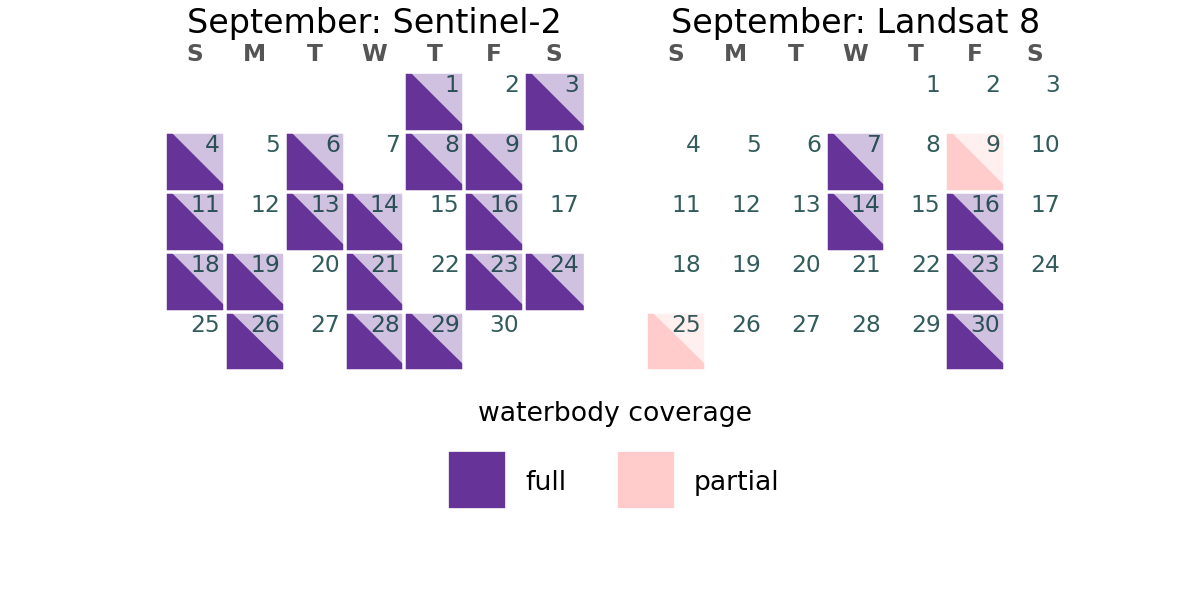 September: Sentinel-2
S M T W T F S
1 2 3
4 5 6 7 8 9 10
11 12 13 14 15 16 17
18 19 20 21 22 23 24
25 26 27 28 29 30
September: Landsat 8
S M T W T F S
1 2 3
4 5 6 7 8 9 10
11 12 13 14 15 16 17
18 19 20 21 22 23 24
25 26 27 28 29 30
waterbody coverage
full partial